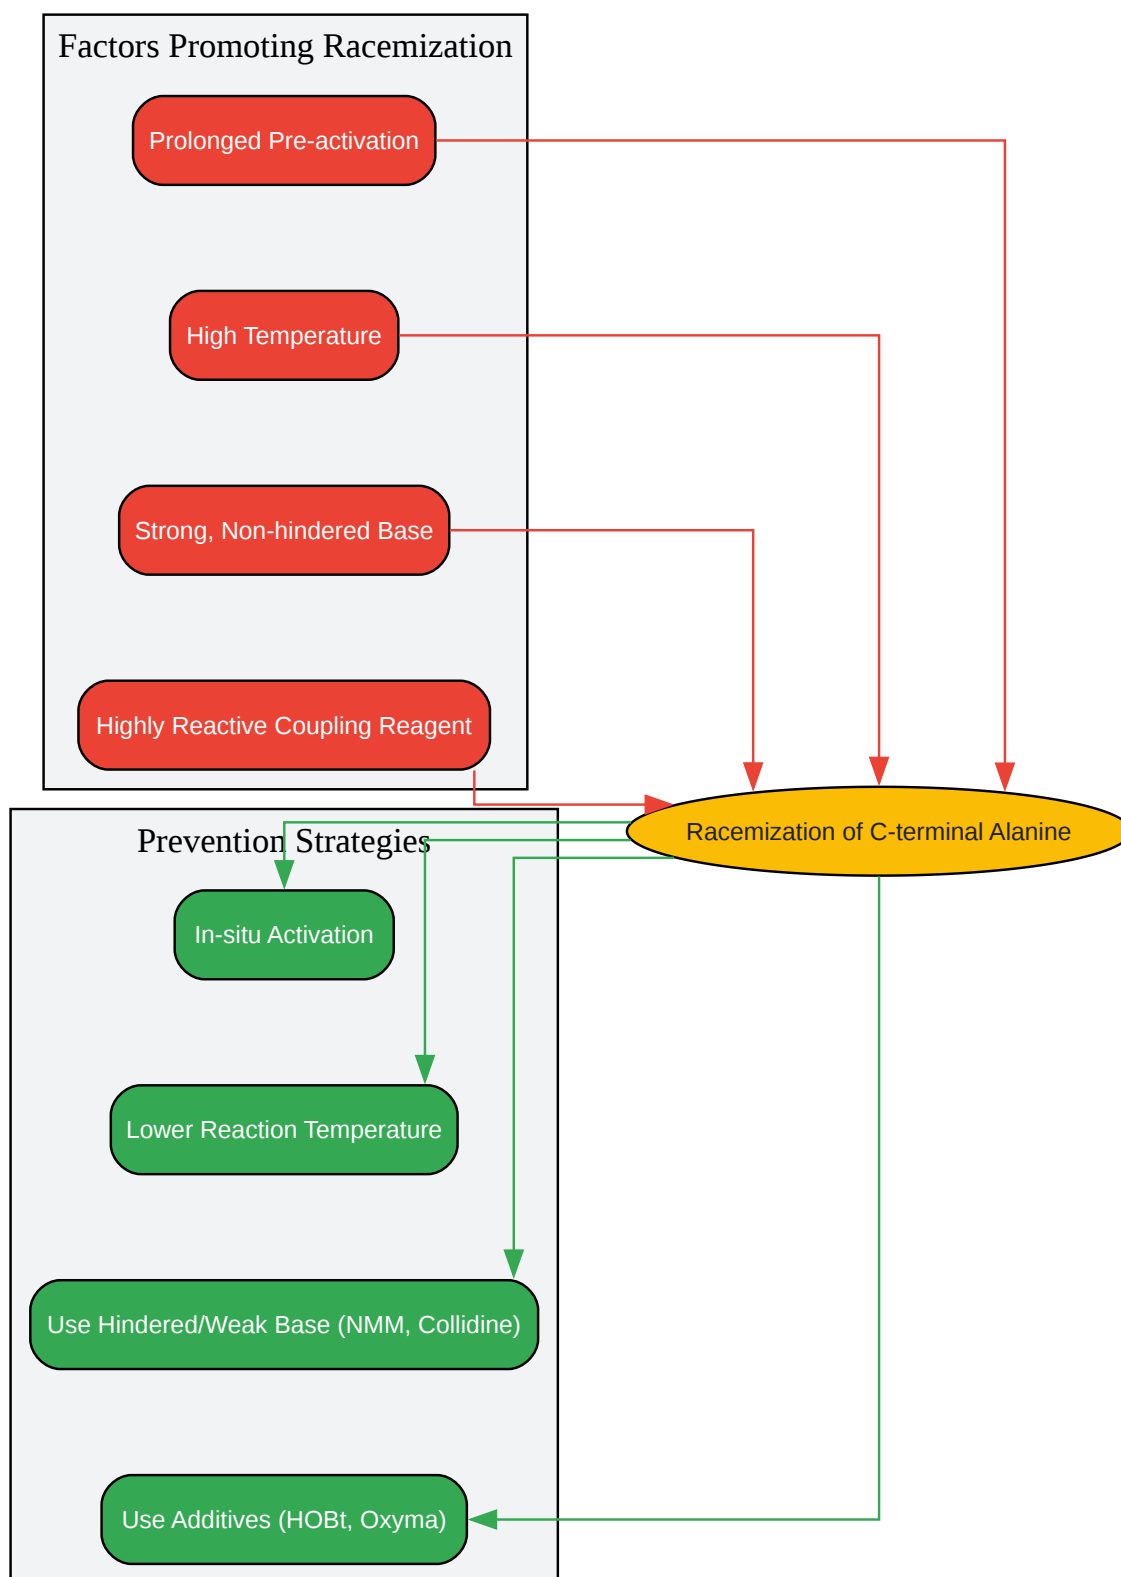 Factors Promoting Racemization
Prolonged Pre-activation
High Temperature
Strong, Non-hindered Base
Highly Reactive Coupling Reagent
Racemization of C-terminal Alanine
Prevention Strategies
In-situ Activation
Lower Reaction Temperature
Use Hindered/Weak Base (NMM, Collidine)
Use Additives (HOBt, Oxyma)